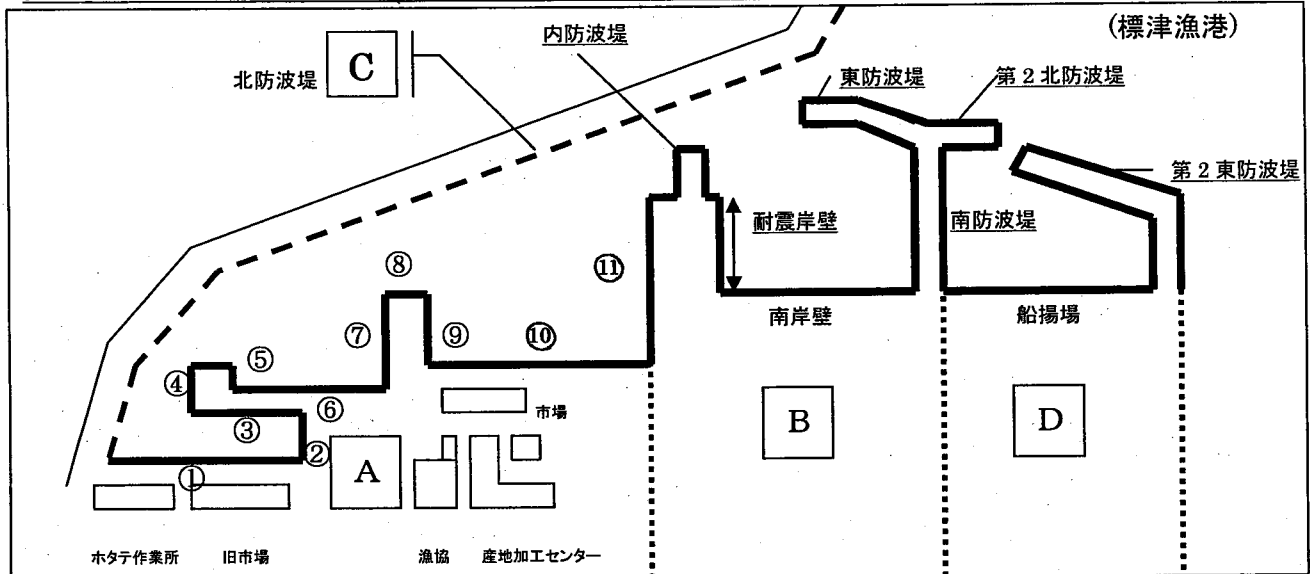 (標津漁港)
内防波堤
北防波堤
C
東防波堤
第2北防波堤
第2東防波堤
耐震岸壁
南防波堤
⑧
⑪
南岸壁
船揚場
⑦
⑨
⑩
⑤
④
⑥
③
市場
②
①
A
B
D
ホタテ作業所
旧市場
漁協
産地加工センター